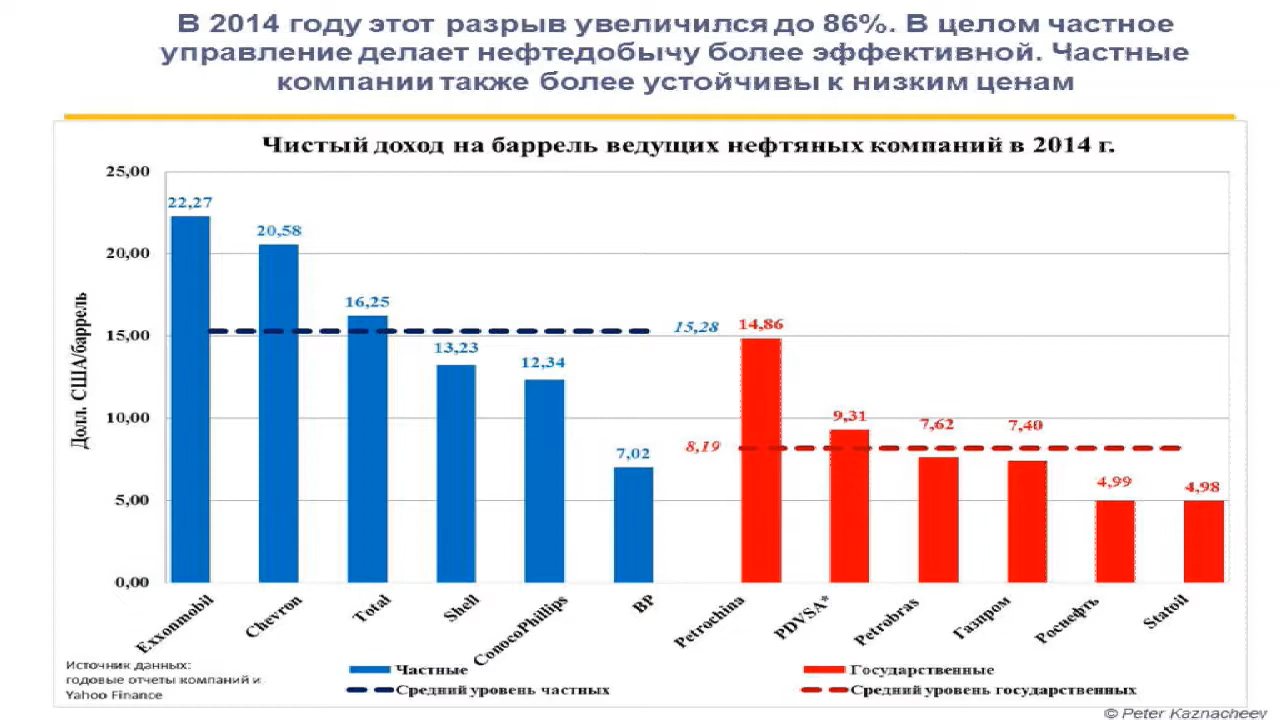 В 2014 году этот разрыв увеличился до 86%. В целом частное
управление делает нефтедобычу более эффективной. Частные
компании также более устойчивы к низким ценам
Чистый доход на баррель ведущих нефтяных компаний в 2014 г.
Долл. США/баррель
25,00
20,00
15,00
10,00
5,00
0,00
22,27
20,58
16,25
13,23
12,34
7,02
15,28
8,19
14,86
9,31
7,62
7,40
4,99
4,98
Exxonmobil
Chevron
Total
Shell
ConocoPhillips
BP
Petrochina
PDVSA*
Petrobras
Газпром
Роснефть
Statoil
Источник данных:
годовые отчеты компаний и
Yahoo Finance
Частные
Государственные
Средний уровень частных
Средний уровень государственных
© Peter Kaznacheev